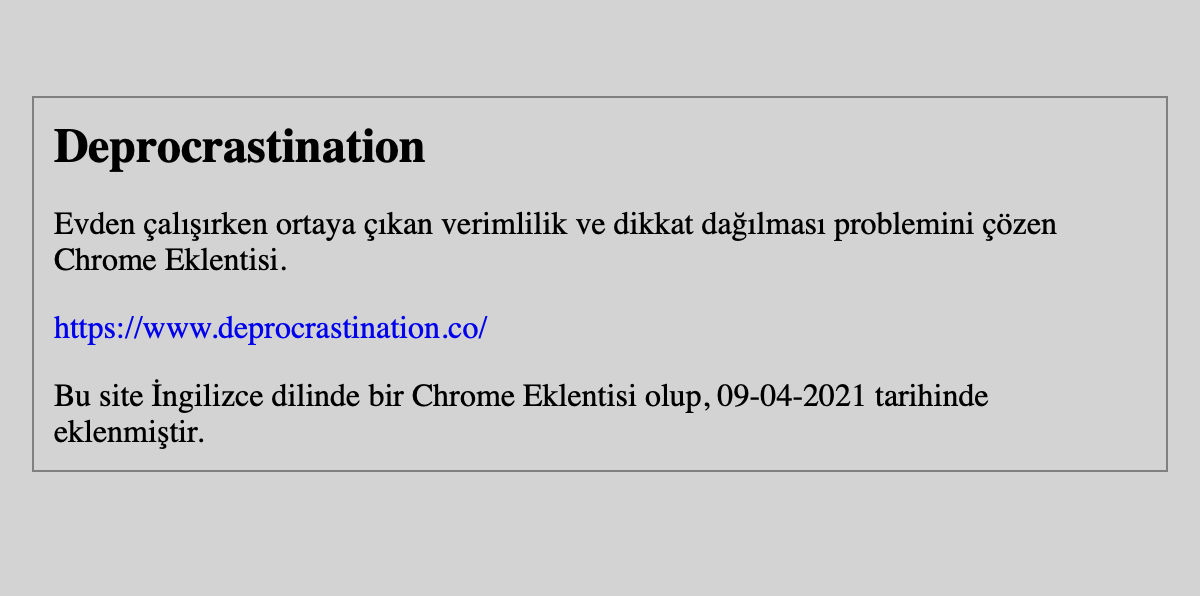 Deprocrastination
Evden çalışırken ortaya çıkan verimlilik ve dikkat dağılması problemini çözen
Chrome Eklentisi.
https://www.deprocrastination.co/
Bu site İngilizce dilinde bir Chrome Eklentisi olup, 09-04-2021 tarihinde
eklenmiştir.